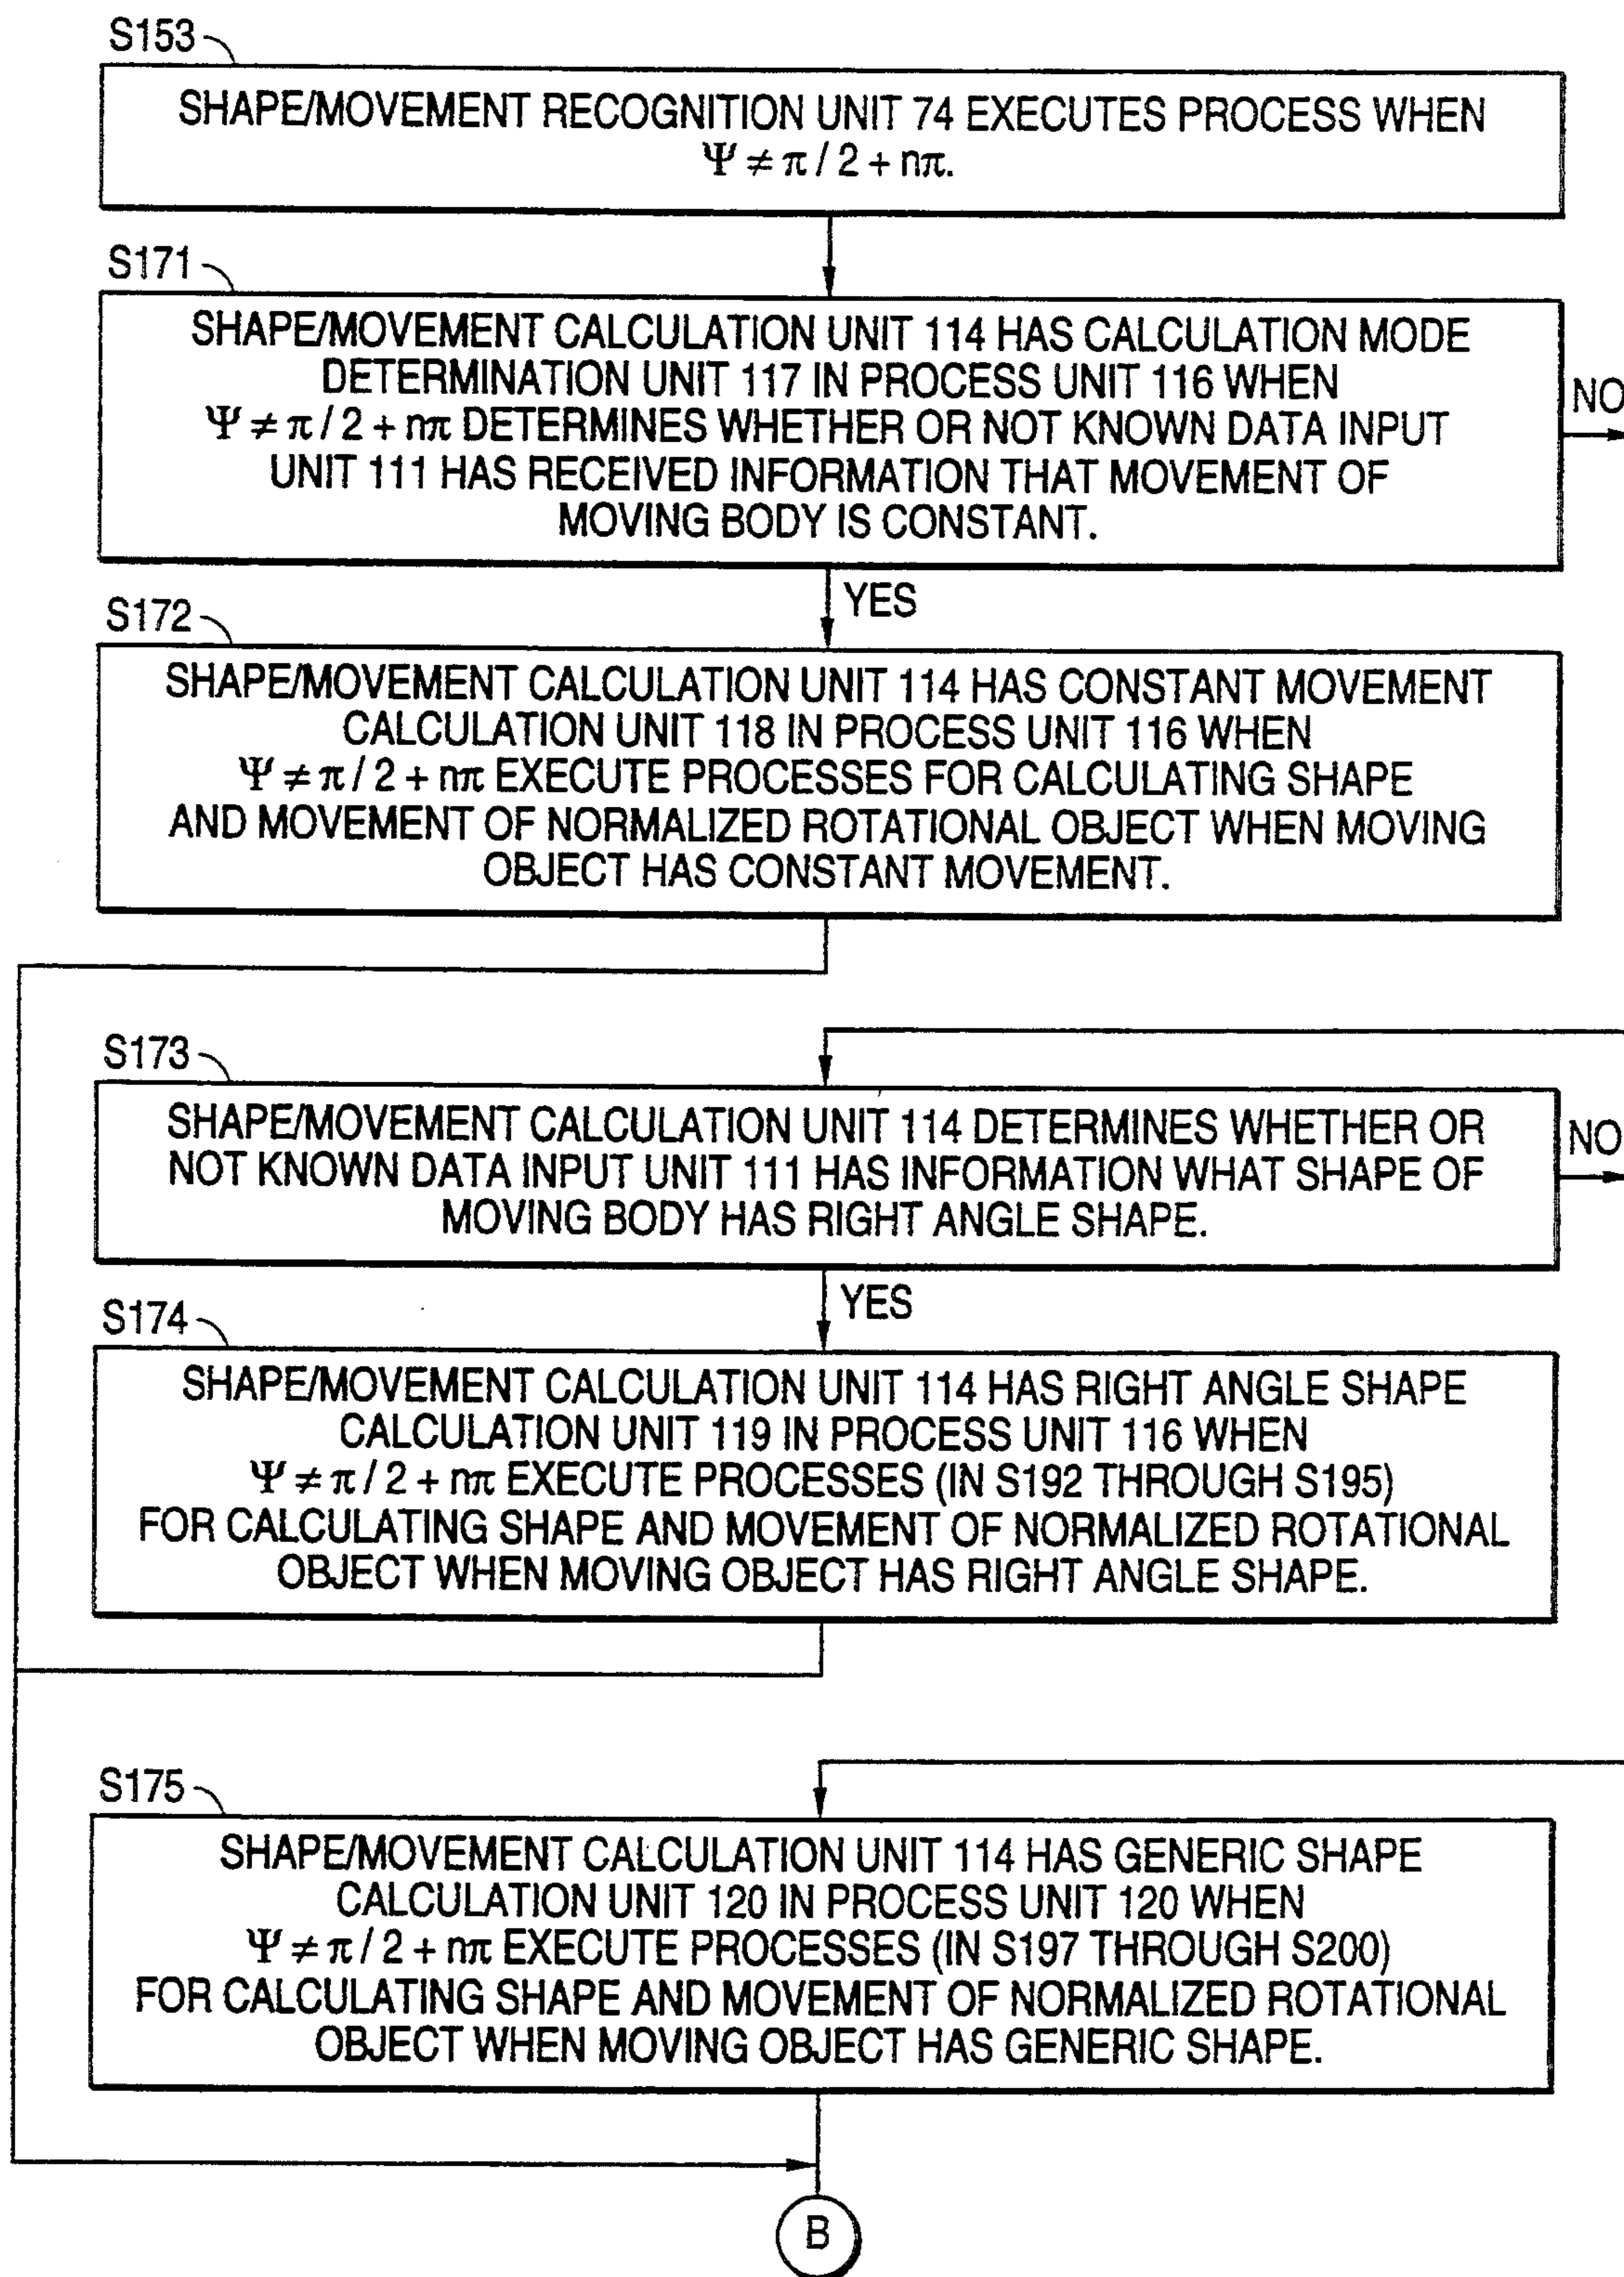 S153
SHAPE/MOVEMENT RECOGNITION UNIT 74 EXECUTES PROCESS WHEN
Ψ ≠ π / 2 + nπ.
S171
SHAPE/MOVEMENT CALCULATION UNIT 114 HAS CALCULATION MODE
DETERMINATION UNIT 117 IN PROCESS UNIT 116 WHEN
Ψ ≠ π / 2 + nπ DETERMINES WHETHER OR NOT KNOWN DATA INPUT
UNIT 111 HAS RECEIVED INFORMATION THAT MOVEMENT OF
MOVING BODY IS CONSTANT.
NO
YES
S172
SHAPE/MOVEMENT CALCULATION UNIT 114 HAS CONSTANT MOVEMENT
CALCULATION UNIT 118 IN PROCESS UNIT 116 WHEN
Ψ ≠ π / 2 + nπ EXECUTE PROCESSES FOR CALCULATING SHAPE
AND MOVEMENT OF NORMALIZED ROTATIONAL OBJECT WHEN MOVING
OBJECT HAS CONSTANT MOVEMENT.
S173
SHAPE/MOVEMENT CALCULATION UNIT 114 DETERMINES WHETHER OR
NOT KNOWN DATA INPUT UNIT 111 HAS INFORMATION WHAT SHAPE OF
MOVING BODY HAS RIGHT ANGLE SHAPE.
NO
YES
S174
SHAPE/MOVEMENT CALCULATION UNIT 114 HAS RIGHT ANGLE SHAPE
CALCULATION UNIT 119 IN PROCESS UNIT 116 WHEN
Ψ ≠ π / 2 + nπ EXECUTE PROCESSES (IN S192 THROUGH S195)
FOR CALCULATING SHAPE AND MOVEMENT OF NORMALIZED ROTATIONAL
OBJECT WHEN MOVING OBJECT HAS RIGHT ANGLE SHAPE.
S175
SHAPE/MOVEMENT CALCULATION UNIT 114 HAS GENERIC SHAPE
CALCULATION UNIT 120 IN PROCESS UNIT 120 WHEN
Ψ ≠ π / 2 + nπ EXECUTE PROCESSES (IN S197 THROUGH S200)
FOR CALCULATING SHAPE AND MOVEMENT OF NORMALIZED ROTATIONAL
OBJECT WHEN MOVING OBJECT HAS GENERIC SHAPE.
B